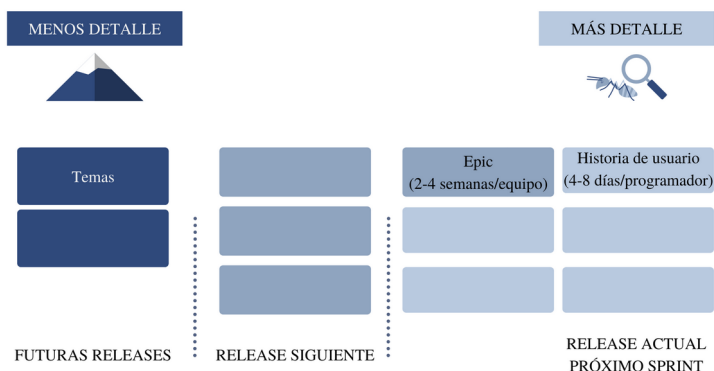 MENOS DETALLE
MÁS DETALLE
Temas
Epic
(2-4 semanas/equipo)
Historia de usuario
(4-8 días/programador)
FUTURAS RELEASES
RELEASE SIGUIENTE
RELEASE ACTUAL
PRÓXIMO SPRINT